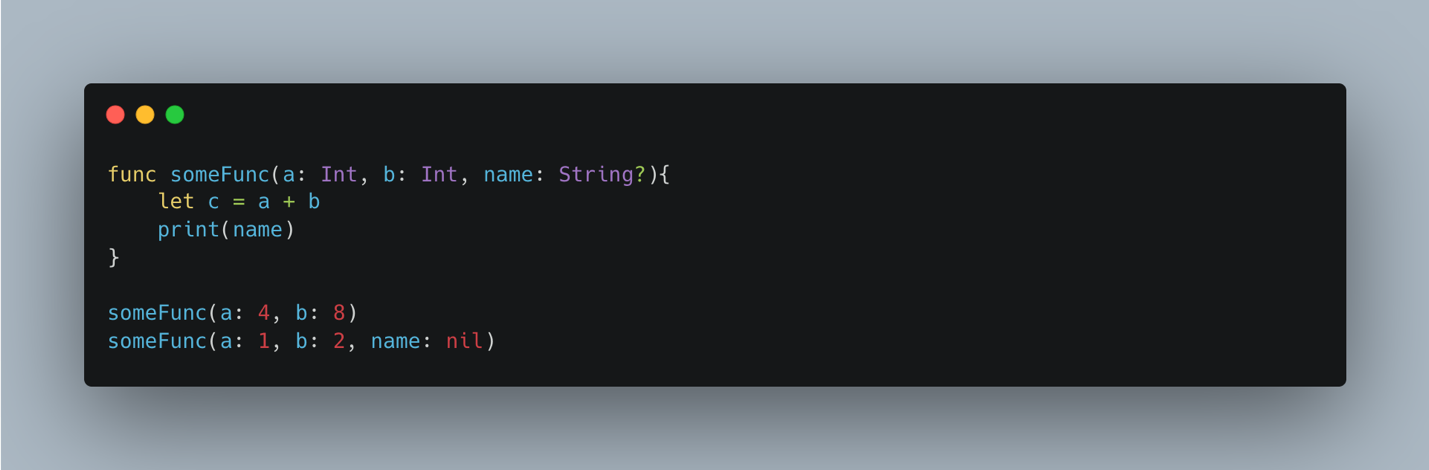 func someFunc(a: Int, b: Int, name: String?){
    let c = a + b
    print(name)
}
someFunc(a: 4, b: 8)
someFunc(a: 1, b: 2, name: nil)